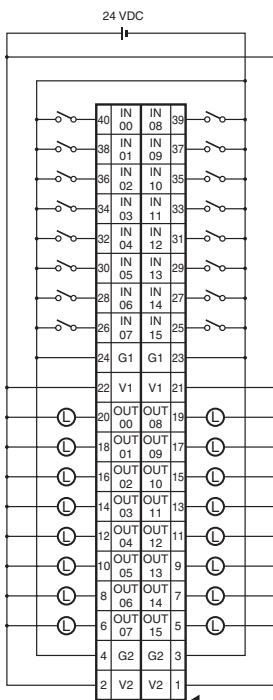 24 VDC
40 IN 00 IN 08 39
38 IN 01 IN 09 37
36 IN 02 IN 10 35
34 IN 03 IN 11 33
32 IN 04 IN 12 31
30 IN 05 IN 13 29
28 IN 06 IN 14 27
26 IN 07 IN 15 25
24 G1 G1 23
22 V1 V1 21
L 20 OUT 00 OUT 08 19 L
L 18 OUT 01 OUT 09 17 L
L 16 OUT 02 OUT 10 15 L
L 14 OUT 03 OUT 11 13 L
L 12 OUT 04 OUT 12 11 L
L 10 OUT 05 OUT 13 9 L
L 8 OUT 06 OUT 14 7 L
L 6 OUT 07 OUT 15 5 L
4 G2 G2 3
2 V2 V2 1